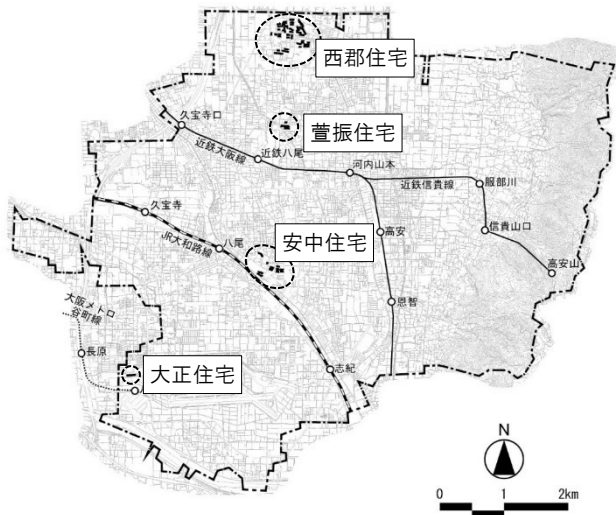 西郡住宅
久宝寺口
萱振住宅
近鉄大阪線
近鉄八尾
河内山本
近鉄信貴線
服部川
久宝寺
JR大和路線
八尾
安中住宅
高安
信貴山口
高安山
大阪メトロ
谷町線
恩智
長原
大正住宅
志紀
N
0 1 2km